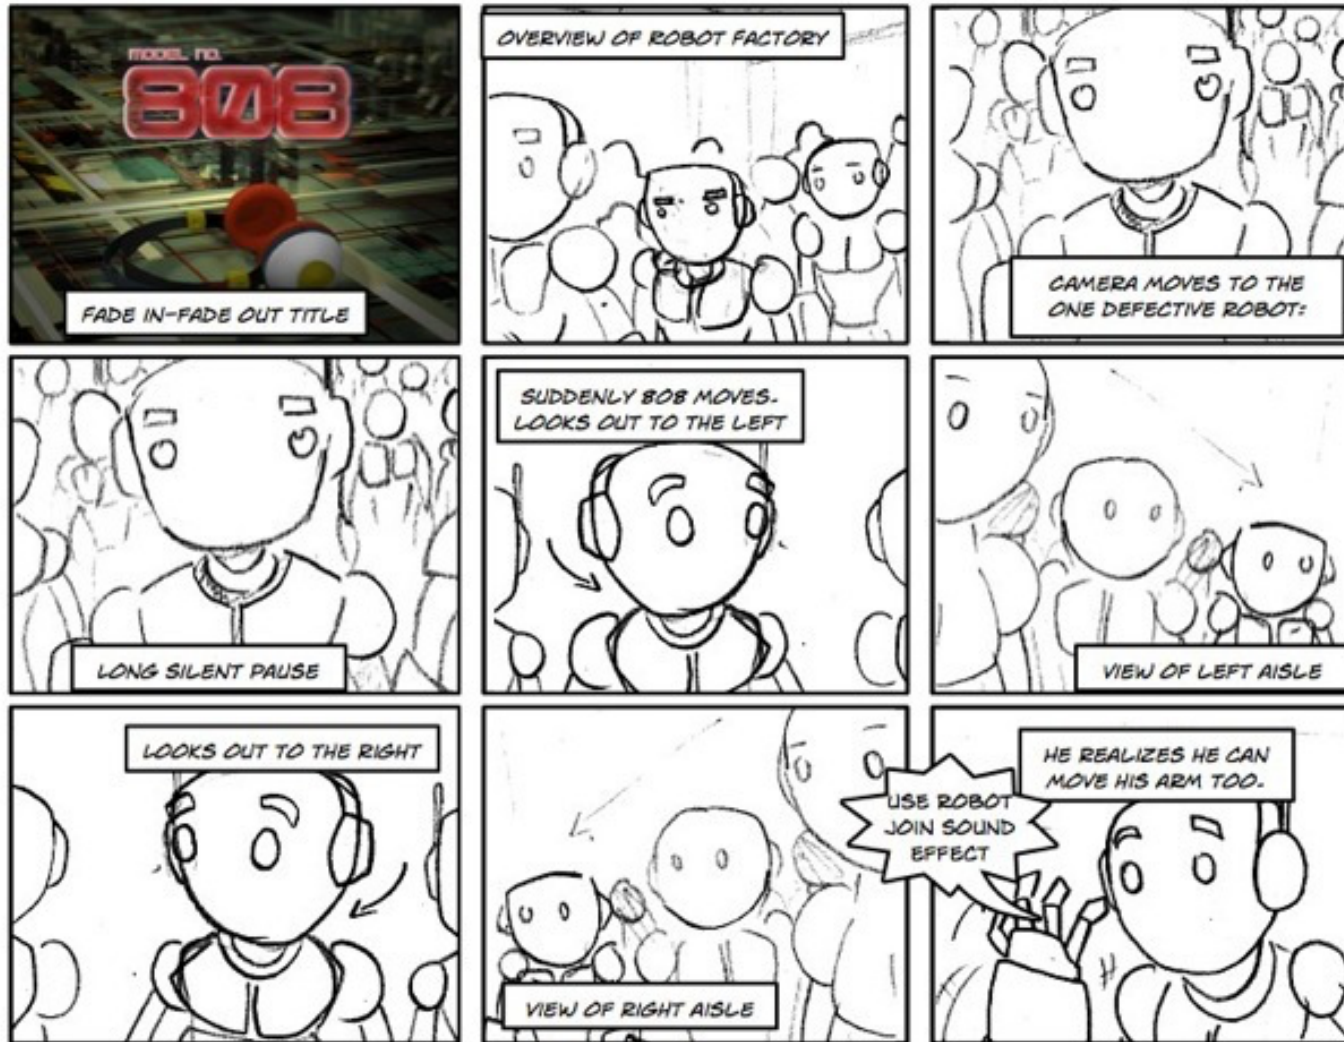 MODEL NO.
808
FADE IN-FADE OUT TITLE
OVERVIEW OF ROBOT FACTORY
CAMERA MOVES TO THE
ONE DEFECTIVE ROBOT:
LONG SILENT PAUSE
SUDDENLY 808 MOVES.
LOOKS OUT TO THE LEFT
VIEW OF LEFT AISLE
LOOKS OUT TO THE RIGHT
VIEW OF RIGHT AISLE
HE REALIZES HE CAN
MOVE HIS ARM TOO.
USE ROBOT
JOIN SOUND
EFFECT